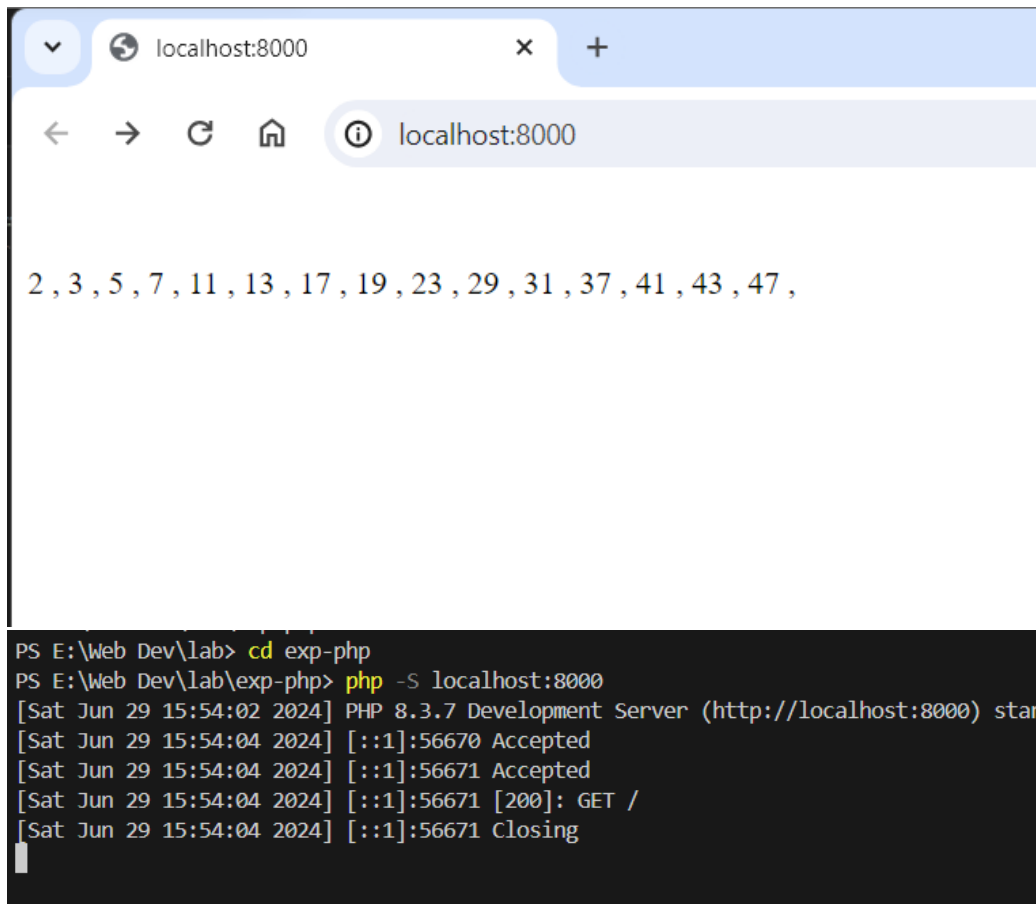 localhost:8000
localhost:8000
2 , 3 , 5 , 7 , 11 , 13 , 17 , 19 , 23 , 29 , 31 , 37 , 41 , 43 , 47 ,
PS E:\Web Dev\lab> cd exp-php
PS E:\Web Dev\lab\exp-php> php -S localhost:8000
[Sat Jun 29 15:54:02 2024] PHP 8.3.7 Development Server (http://localhost:8000) star
[Sat Jun 29 15:54:04 2024] [::1]:56670 Accepted
[Sat Jun 29 15:54:04 2024] [::1]:56671 Accepted
[Sat Jun 29 15:54:04 2024] [::1]:56671 [200]: GET /
[Sat Jun 29 15:54:04 2024] [::1]:56671 Closing